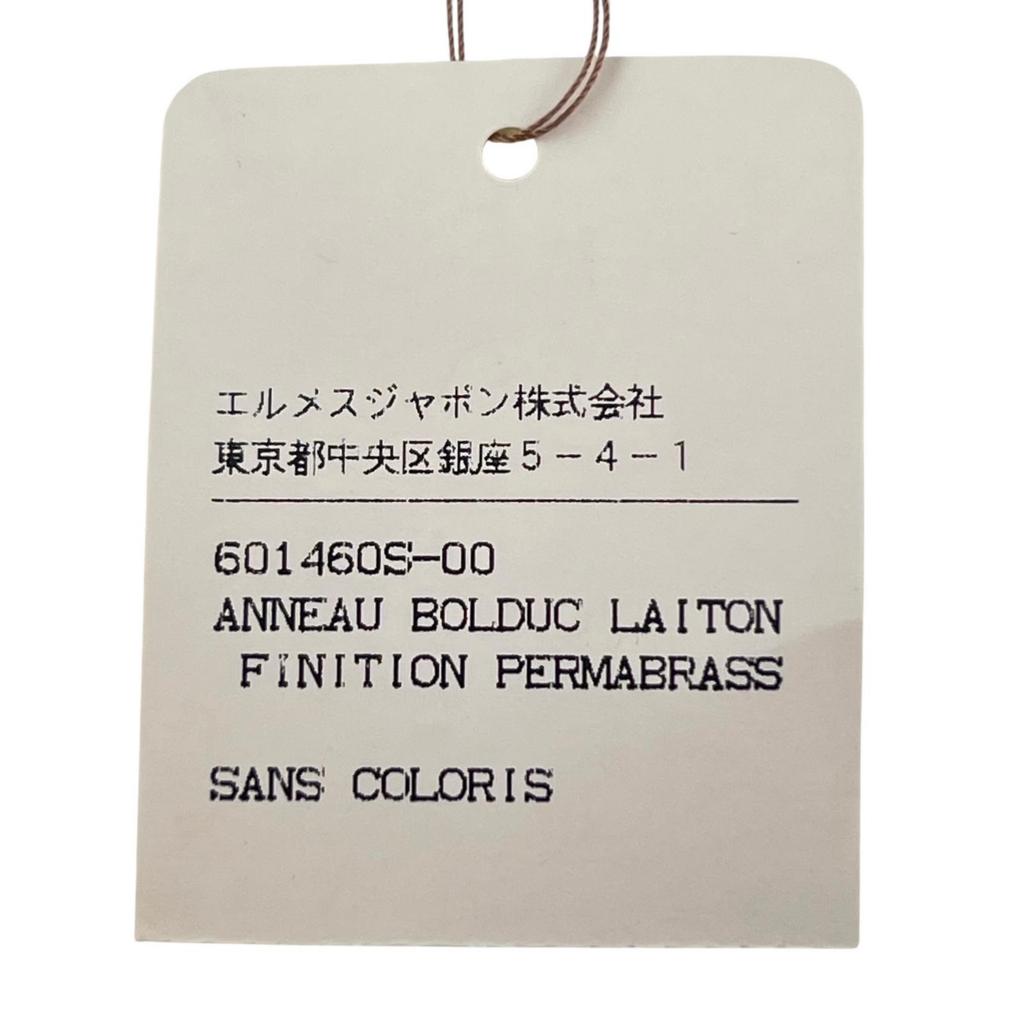 エルメスジャポン株式会社
東京都中央区銀座５－４－１
601460S-00
ANNEAU BOLDUC LAITON
FINITION PERMABRASS
SANS COLORIS